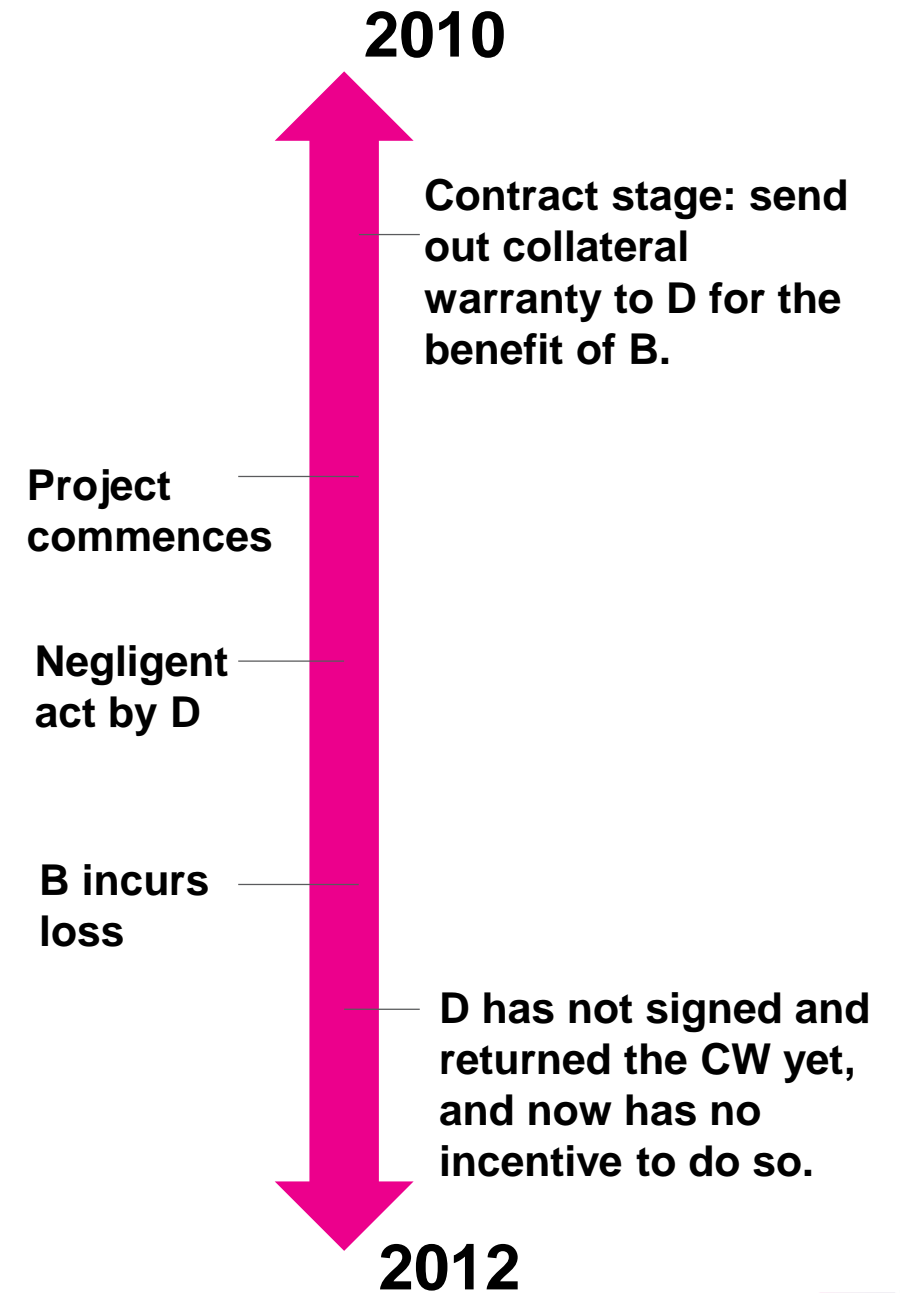 2010
Contract stage: send
out collateral
warranty to D for the
benefit of B.
Project
commences
Negligent
act by D
B incurs
loss
D has not signed and
returned the CW yet,
and now has no
incentive to do so.
2012